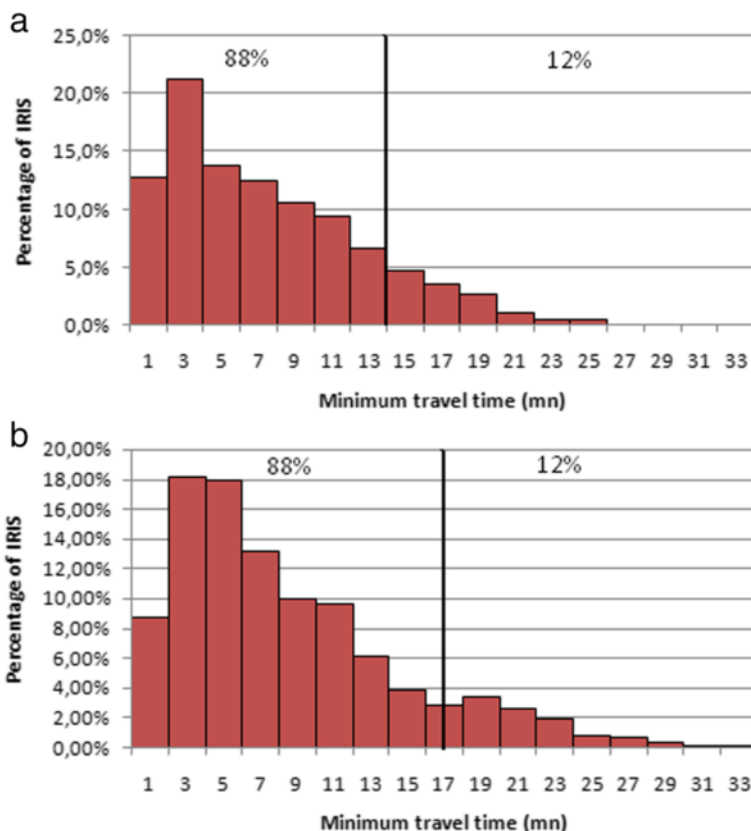 a
25,0%
20,0%
15,0%
10,0%
5,0%
0,0%
Percentage of IRIS
88% 12%
1 3 5 7 9 11 13 15 17 19 21 23 25 27 29 31 33
Minimum travel time (mn)
b
20,00%
18,00%
16,00%
14,00%
12,00%
10,00%
8,00%
6,00%
4,00%
2,00%
0,00%
Percentage of IRIS
88% 12%
1 3 5 7 9 11 13 15 17 19 21 23 25 27 29 31 33
Minimum travel time (mn)